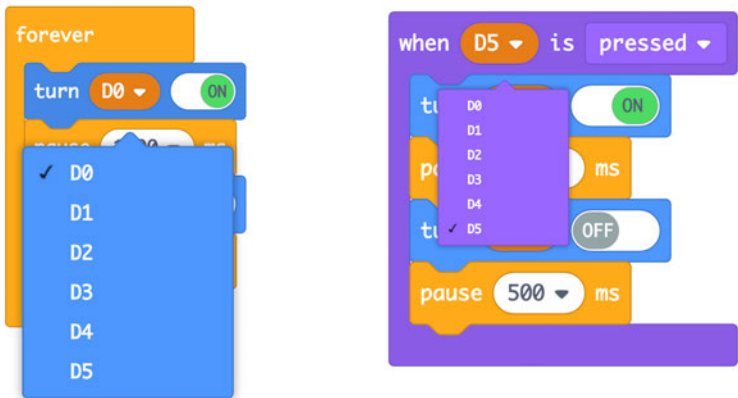 forever
turn D0 ON
pause ms
✓ D0
D1
D2
D3
D4
D5
when D5 is pressed
ON
D0
D1
D2
D3
D4
✓ D5
ms
OFF
pause 500 ms